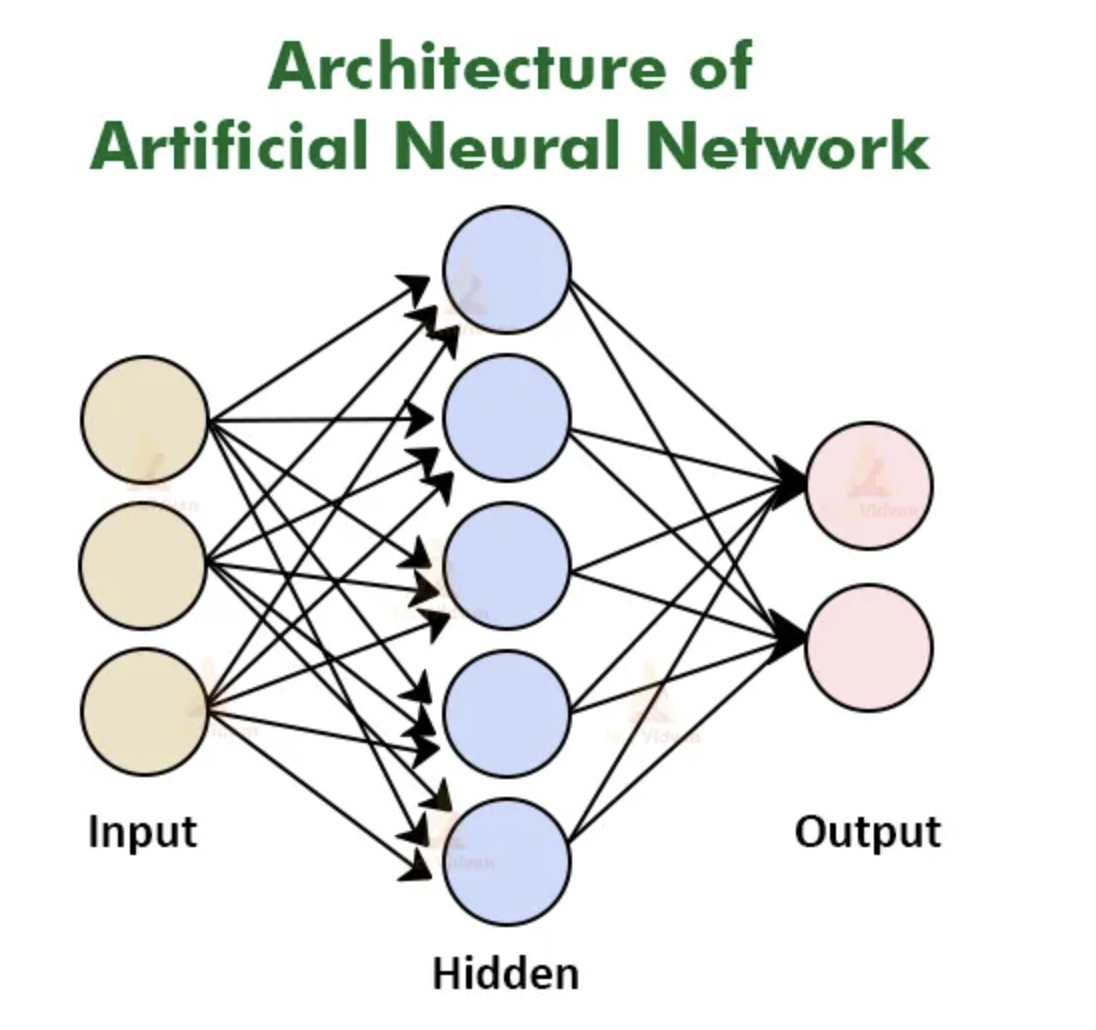 Architecture of
Artificial Neural Network
Input
Output
Hidden